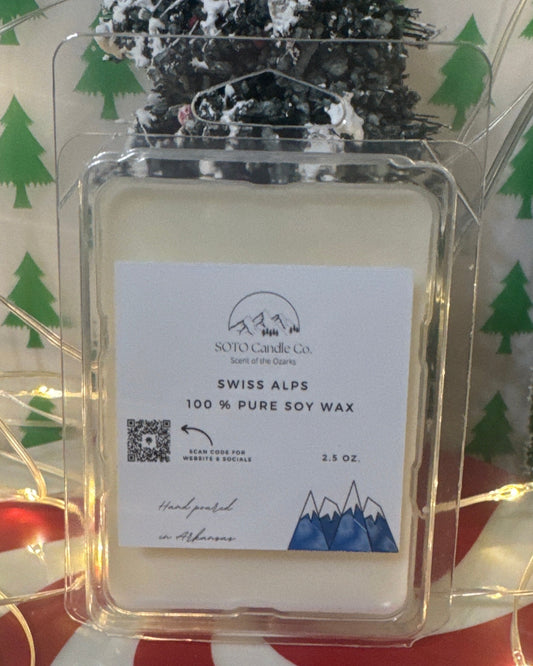 SOTO Candle Co.
Scent of the Ozarks
SWISS ALPS
100 % PURE SOY WAX
SCAN CODE FOR
WEBSITE & SOCIALS
2.5 OZ.
Hand poured
in Arkansas